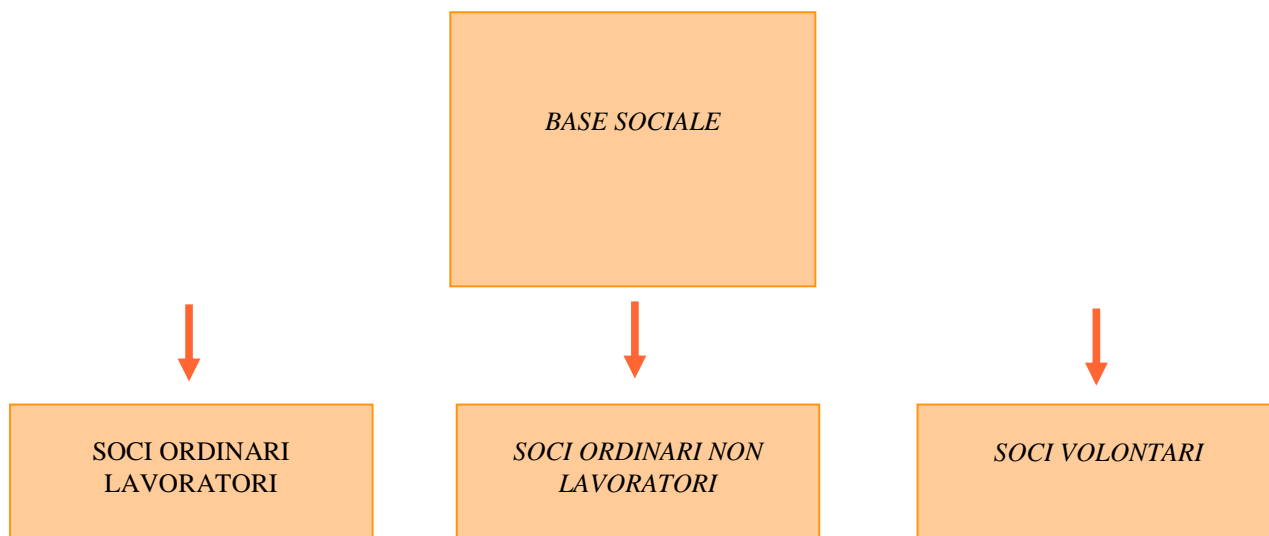 BASE SOCIALE
SOCI ORDINARI
LAVORATORI
SOCI ORDINARI NON
LAVORATORI
SOCI VOLONTARI